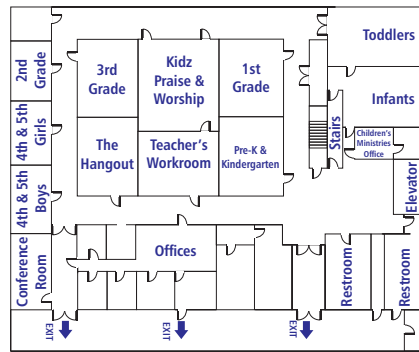 Toddlers
2nd
Grade
3rd
Grade
Kidz
Praise &
Worship
1st
Grade
Infants
4th & 5th
Girls
Stairs
Children's
Ministries
Office
The
Hangout
Teacher's
Workroom
Pre-K &
Kindergarten
4th & 5th
Boys
Elevator
Conference
Room
Offices
Restroom
Restroom
EXIT
EXIT
EXIT